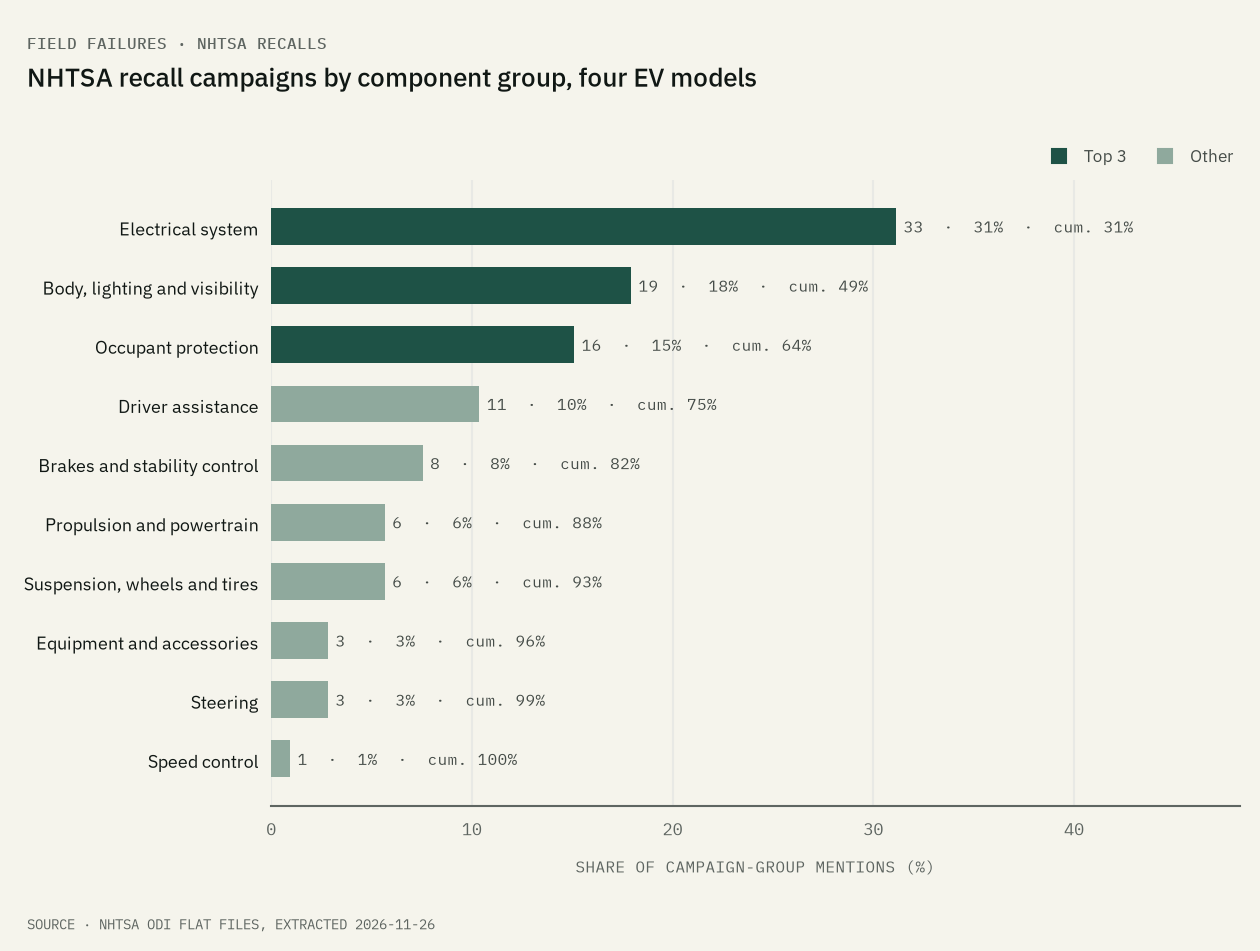 FIELD FAILURES · NHTSA RECALLS
NHTSA recall campaigns by component group, four EV models
Top 3 Other
Electrical system 33 · 31% · cum. 31%
Body, lighting and visibility 19 · 18% · cum. 49%
Occupant protection 16 · 15% · cum. 64%
Driver assistance 11 · 10% · cum. 75%
Brakes and stability control 8 · 8% · cum. 82%
Propulsion and powertrain 6 · 6% · cum. 88%
Suspension, wheels and tires 6 · 6% · cum. 93%
Equipment and accessories 3 · 3% · cum. 96%
Steering 3 · 3% · cum. 99%
Speed control 1 · 1% · cum. 100%
0 10 20 30 40
SHARE OF CAMPAIGN-GROUP MENTIONS (%)
SOURCE · NHTSA ODI FLAT FILES, EXTRACTED 2026-11-26